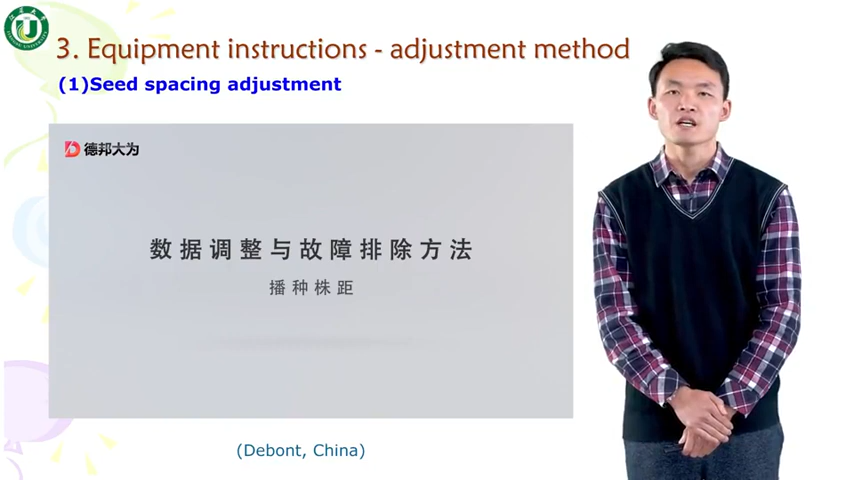 3. Equipment instructions - adjustment method
(1)Seed spacing adjustment
德邦大为
数据调整与故障排除方法
播种株距
(Debont, China)